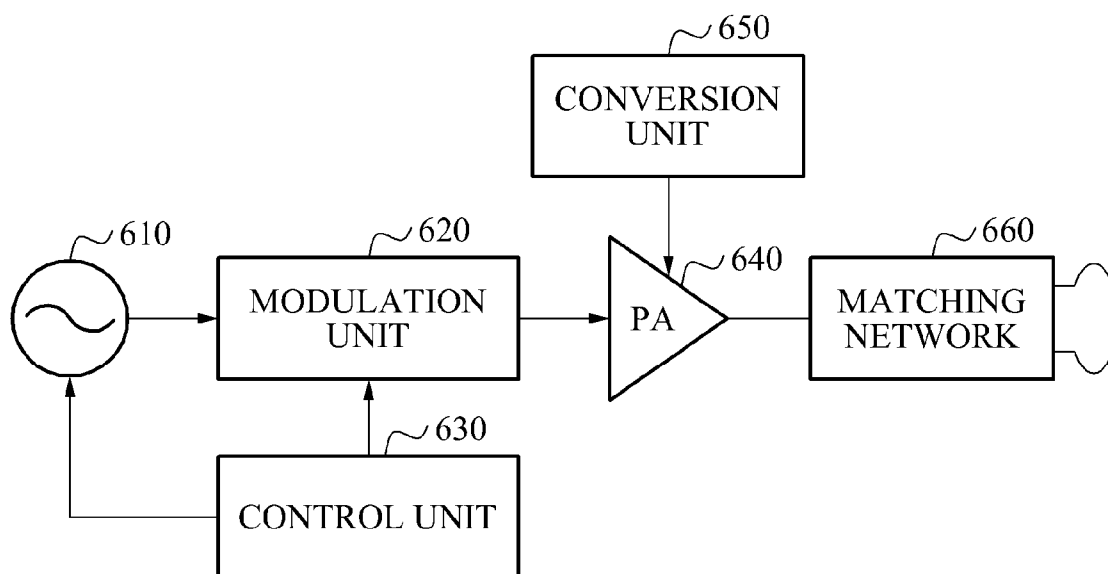 650
CONVERSION
UNIT
610
620
640
660
MODULATION
UNIT
PA
MATCHING
NETWORK
630
CONTROL UNIT